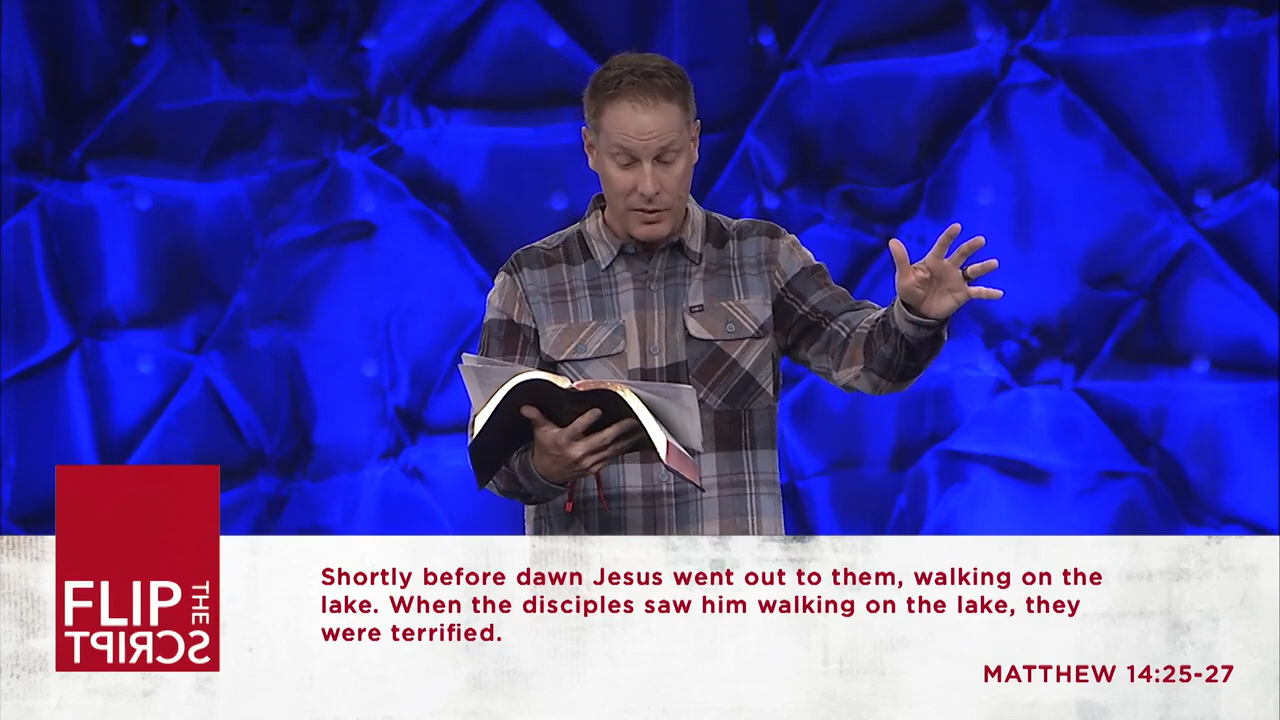 FLIP
THE
SCRIPT
Shortly before dawn Jesus went out to them, walking on the
lake. When the disciples saw him walking on the lake, they
were terrified.
MATTHEW 14:25-27